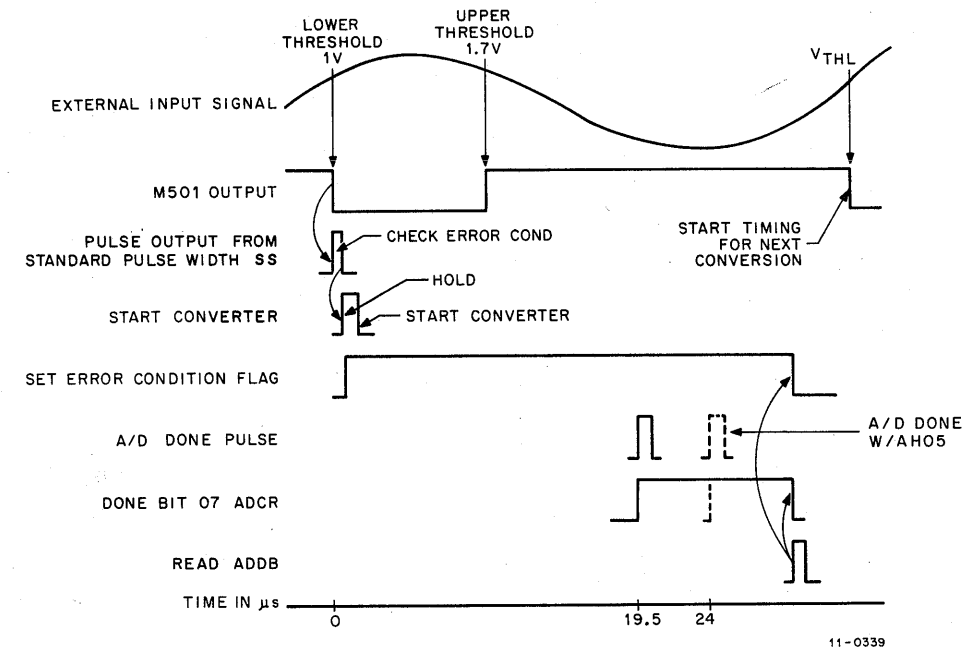 LOWER
THRESHOLD
1V
UPPER
THRESHOLD
1.7V
VTHL
EXTERNAL INPUT SIGNAL
M501 OUTPUT
START TIMING
FOR NEXT
CONVERSION
PULSE OUTPUT FROM
STANDARD PULSE WIDTH SS
CHECK ERROR COND
HOLD
START CONVERTER
START CONVERTER
SET ERROR CONDITION FLAG
A/D DONE PULSE
A/D DONE
W/AH05
DONE BIT 07 ADCR
READ ADDB
TIME IN μs
0
19.5
24
11-0339